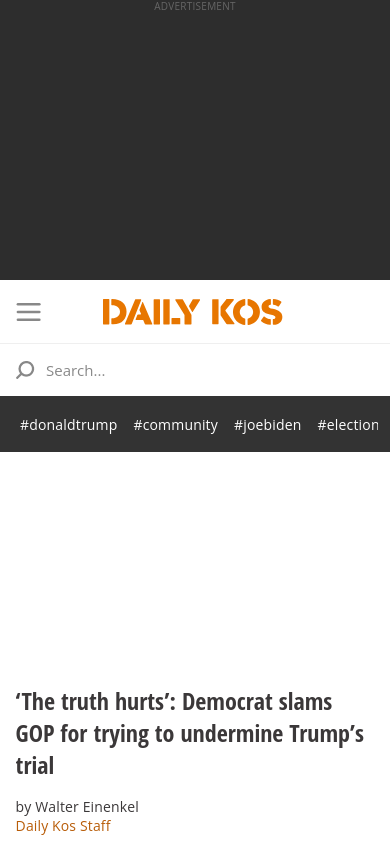 ADVERTISEMENT
DAILY KOS
Search...
#donaldtrump #community #joebiden #election
‘The truth hurts’: Democrat slams
GOP for trying to undermine Trump’s
trial
by Walter Einenkel
Daily Kos Staff